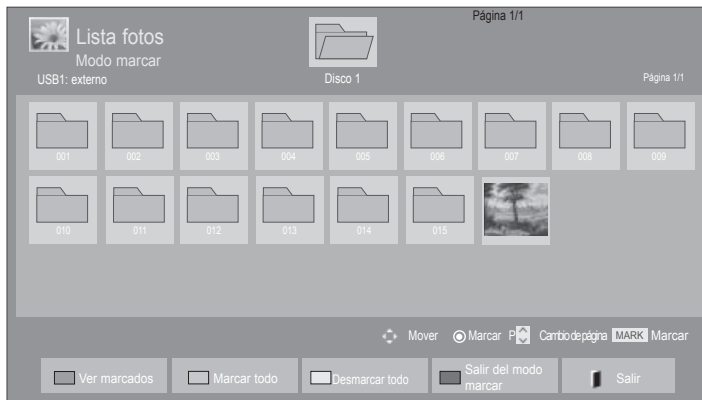 Página 1/1
Lista fotos
Modo marcar
USB1: externo
Disco 1
Página 1/1
001 002 003 004 005 006 007 008 009
010 011 012 013 014 015
Mover Marcar P Cambio de página MARK Marcar
Ver marcados Marcar todo Desmarcar todo Salir del modo
marcar Salir